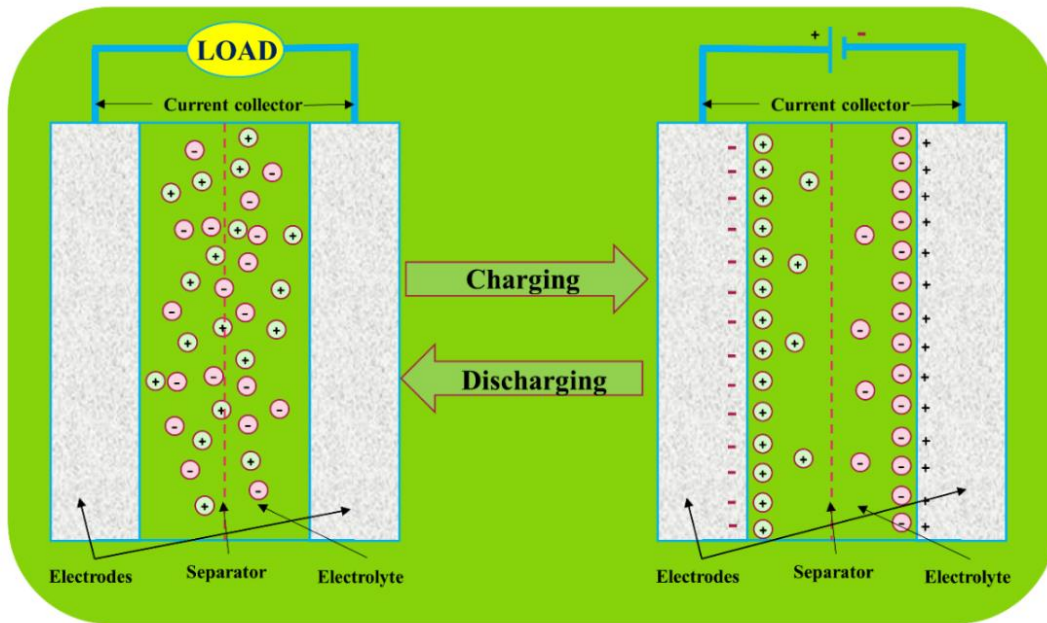 LOAD
Current collector
Electrodes
Separator
Electrolyte
Charging
Discharging
+ -
Current collector
Electrodes
Separator
Electrolyte